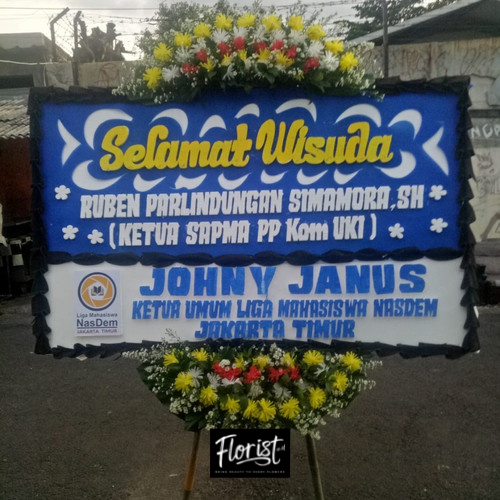 Florist
Selamat Wisuda
RUBEN PARLINDUNGAN SIMAMORA, SH
( KETUA SAPMA PP Kom UKI )
JOHNY JANUS
KETUA UMUM LIGA MAHASISWA NASDEM
JAKARTA TIMUR
Liga Mahasiswa
NasDem
JAKARTA TIMUR
Florist